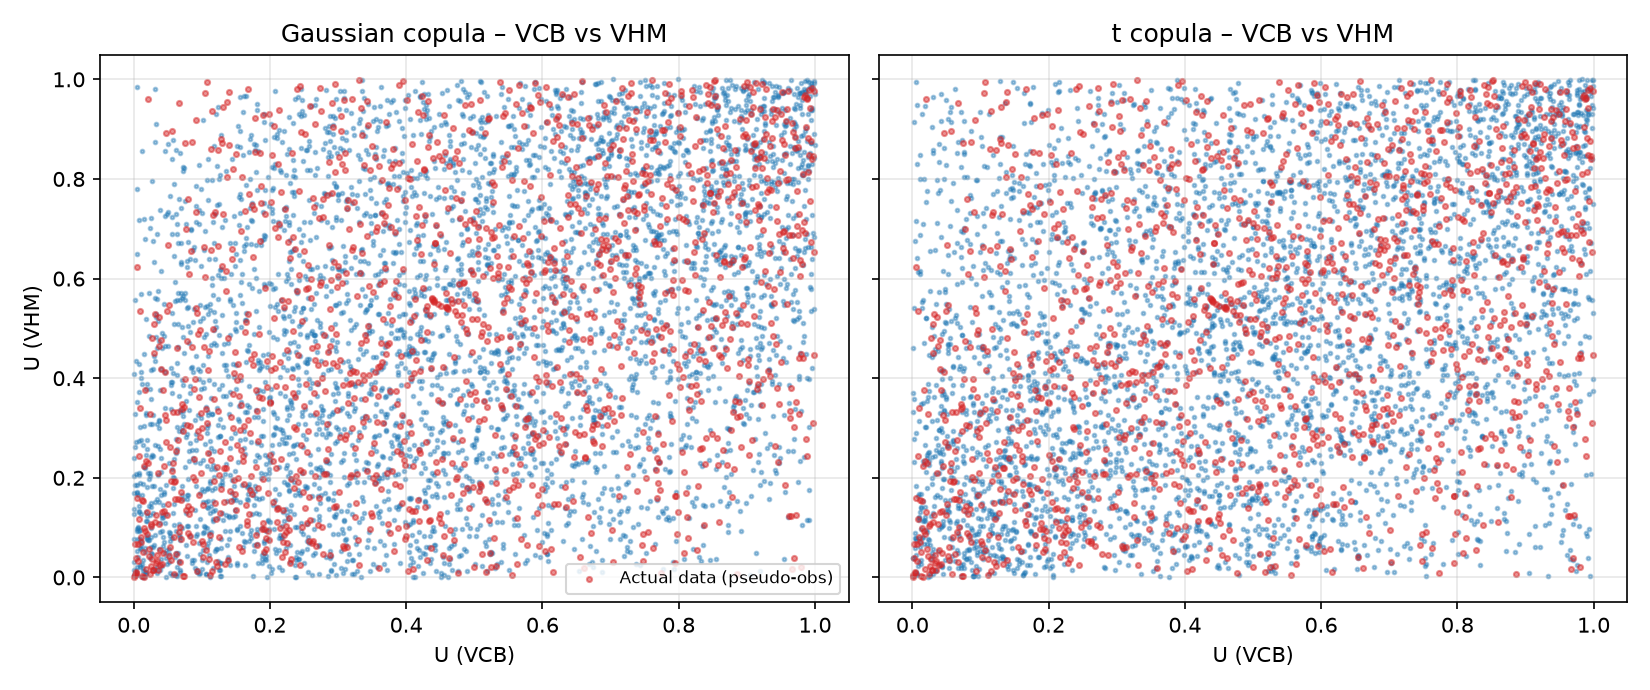 Gaussian copula – VCB vs VHM
t copula – VCB vs VHM
1.0
0.8
0.6
0.4
0.2
0.0
U (VHM)
Actual data (pseudo-obs)
0.0 0.2 0.4 0.6 0.8 1.0
0.0 0.2 0.4 0.6 0.8 1.0
U (VCB)
U (VCB)